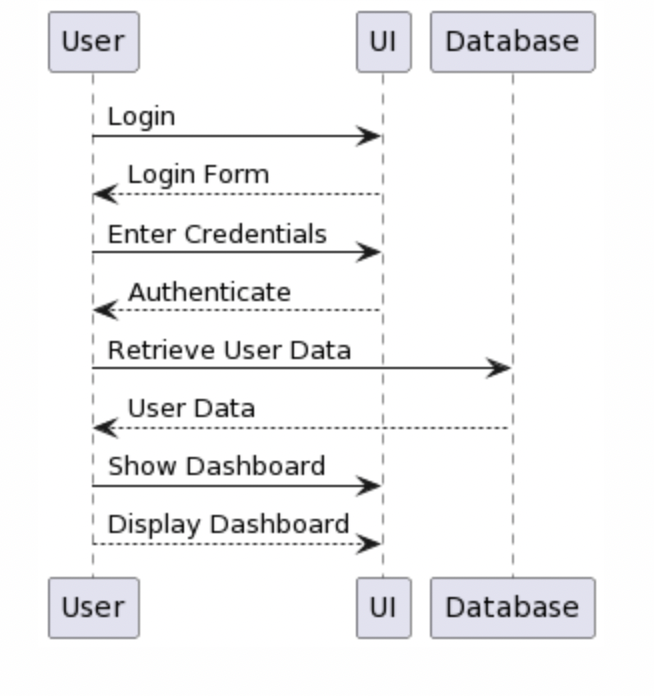 User UI Database
Login
Login Form
Enter Credentials
Authenticate
Retrieve User Data
User Data
Show Dashboard
Display Dashboard
User UI Database